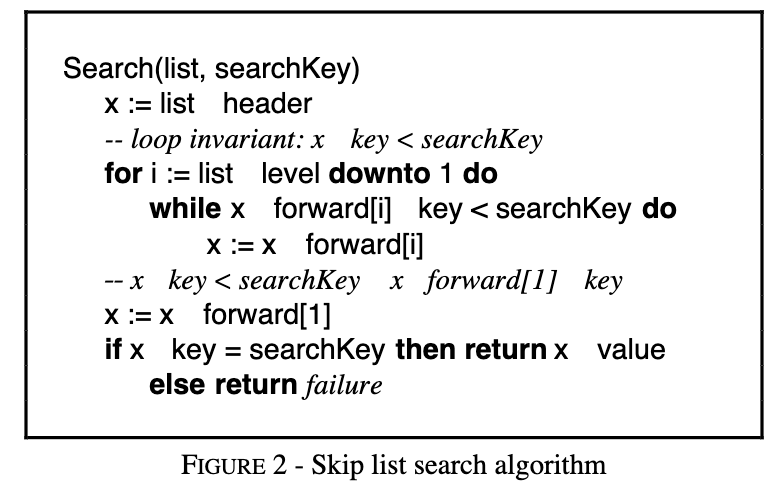 Search(list, searchKey)
x := list header
-- loop invariant: x key < searchKey
for i := list level downto 1 do
while x forward[i] key < searchKey do
x := x forward[i]
-- x key < searchKey x forward[1] key
x := x forward[1]
if x key = searchKey then return x value
else return failure
FIGURE 2 - Skip list search algorithm